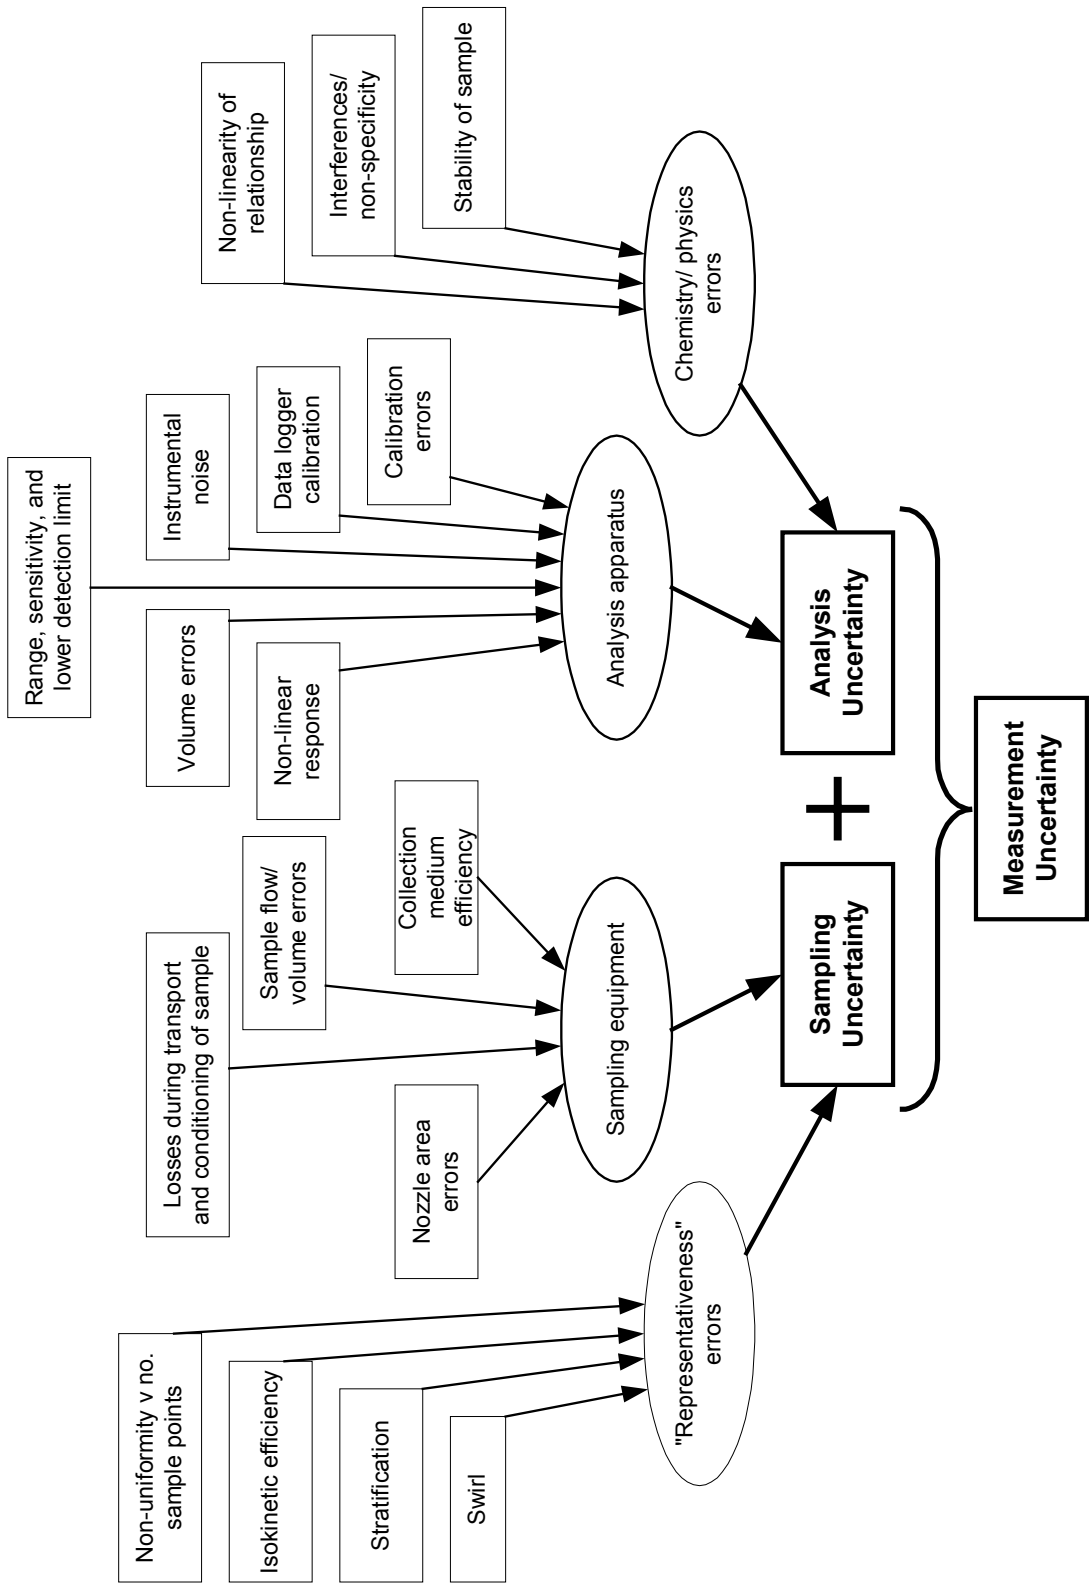 Non-uniformity v no.
sample points
Isokinetic efficiency
Stratification
Swirl
"Representativeness"
errors
Losses during transport
and conditioning of sample
Sample flow/
volume errors
Nozzle area
errors
Collection
medium
efficiency
Sampling equipment
Range, sensitivity, and
lower detection limit
Volume errors
Instrumental
noise
Non-linear
response
Data logger
calibration
Calibration
errors
Analysis apparatus
Non-linearity of
relationship
Interferences/
non-specificity
Stability of sample
Chemistry/ physics
errors
Sampling
Uncertainty
+
Analysis
Uncertainty
Measurement
Uncertainty